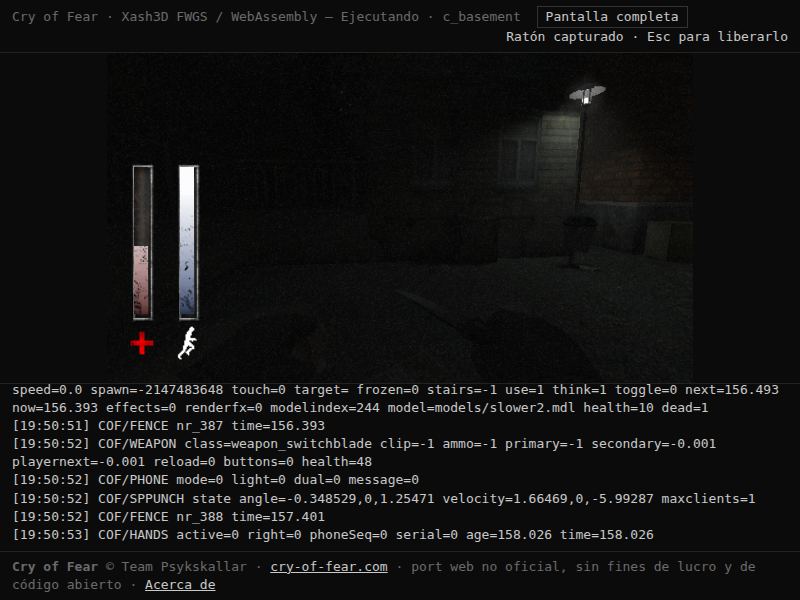 Cry of Fear · Xash3D FWGS / WebAssembly — Ejecutando · c_basement
Pantalla completa
Ratón capturado · Esc para liberarlo
speed=0.0 spawn=-2147483648 touch=0 target= frozen=0 stairs=-1 use=1 think=1 toggle=0 next=156.493
now=156.393 effects=0 renderfx=0 modelindex=244 model=models/slower2.mdl health=10 dead=1
[19:50:51] COF/FENCE nr_387 time=156.393
[19:50:52] COF/WEAPON class=weapon_switchblade clip=-1 ammo=-1 primary=-1 secondary=-0.001
playernext=-0.001 reload=0 buttons=0 health=48
[19:50:52] COF/PHONE mode=0 light=0 dual=0 message=0
[19:50:52] COF/SPPUNCH state angle=-0.348529,0,1.25471 velocity=1.66469,0,-5.99287 maxclients=1
[19:50:52] COF/FENCE nr_388 time=157.401
[19:50:53] COF/HANDS active=0 right=0 phoneSeq=0 serial=0 age=158.026 time=158.026
Cry of Fear © Team Psykskallar · cry-of-fear.com · port web no oficial, sin fines de lucro y de
código abierto · Acerca de